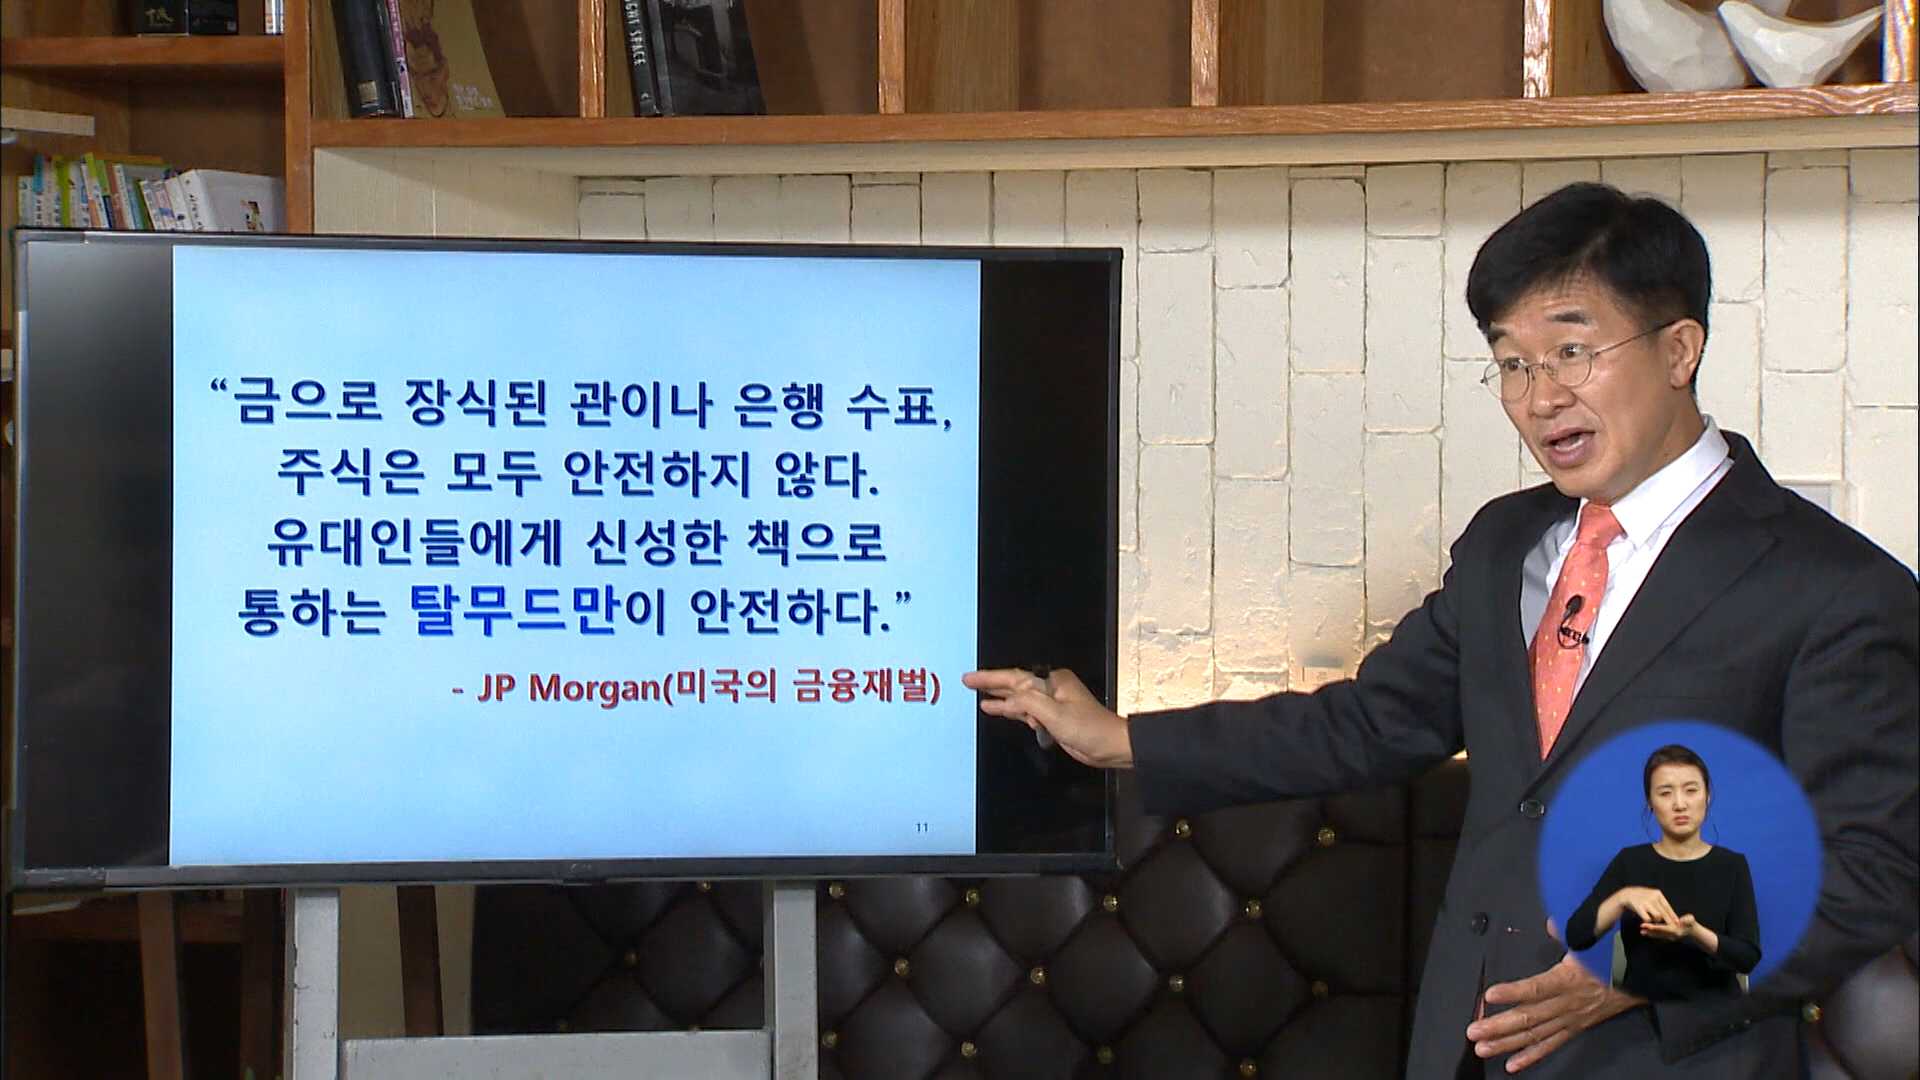 “금으로 장식된 관이나 은행 수표,
주식은 모두 안전하지 않다.
유대인들에게 신성한 책으로
통하는 탈무드만이 안전하다.”
- JP Morgan(미국의 금융재벌)
11